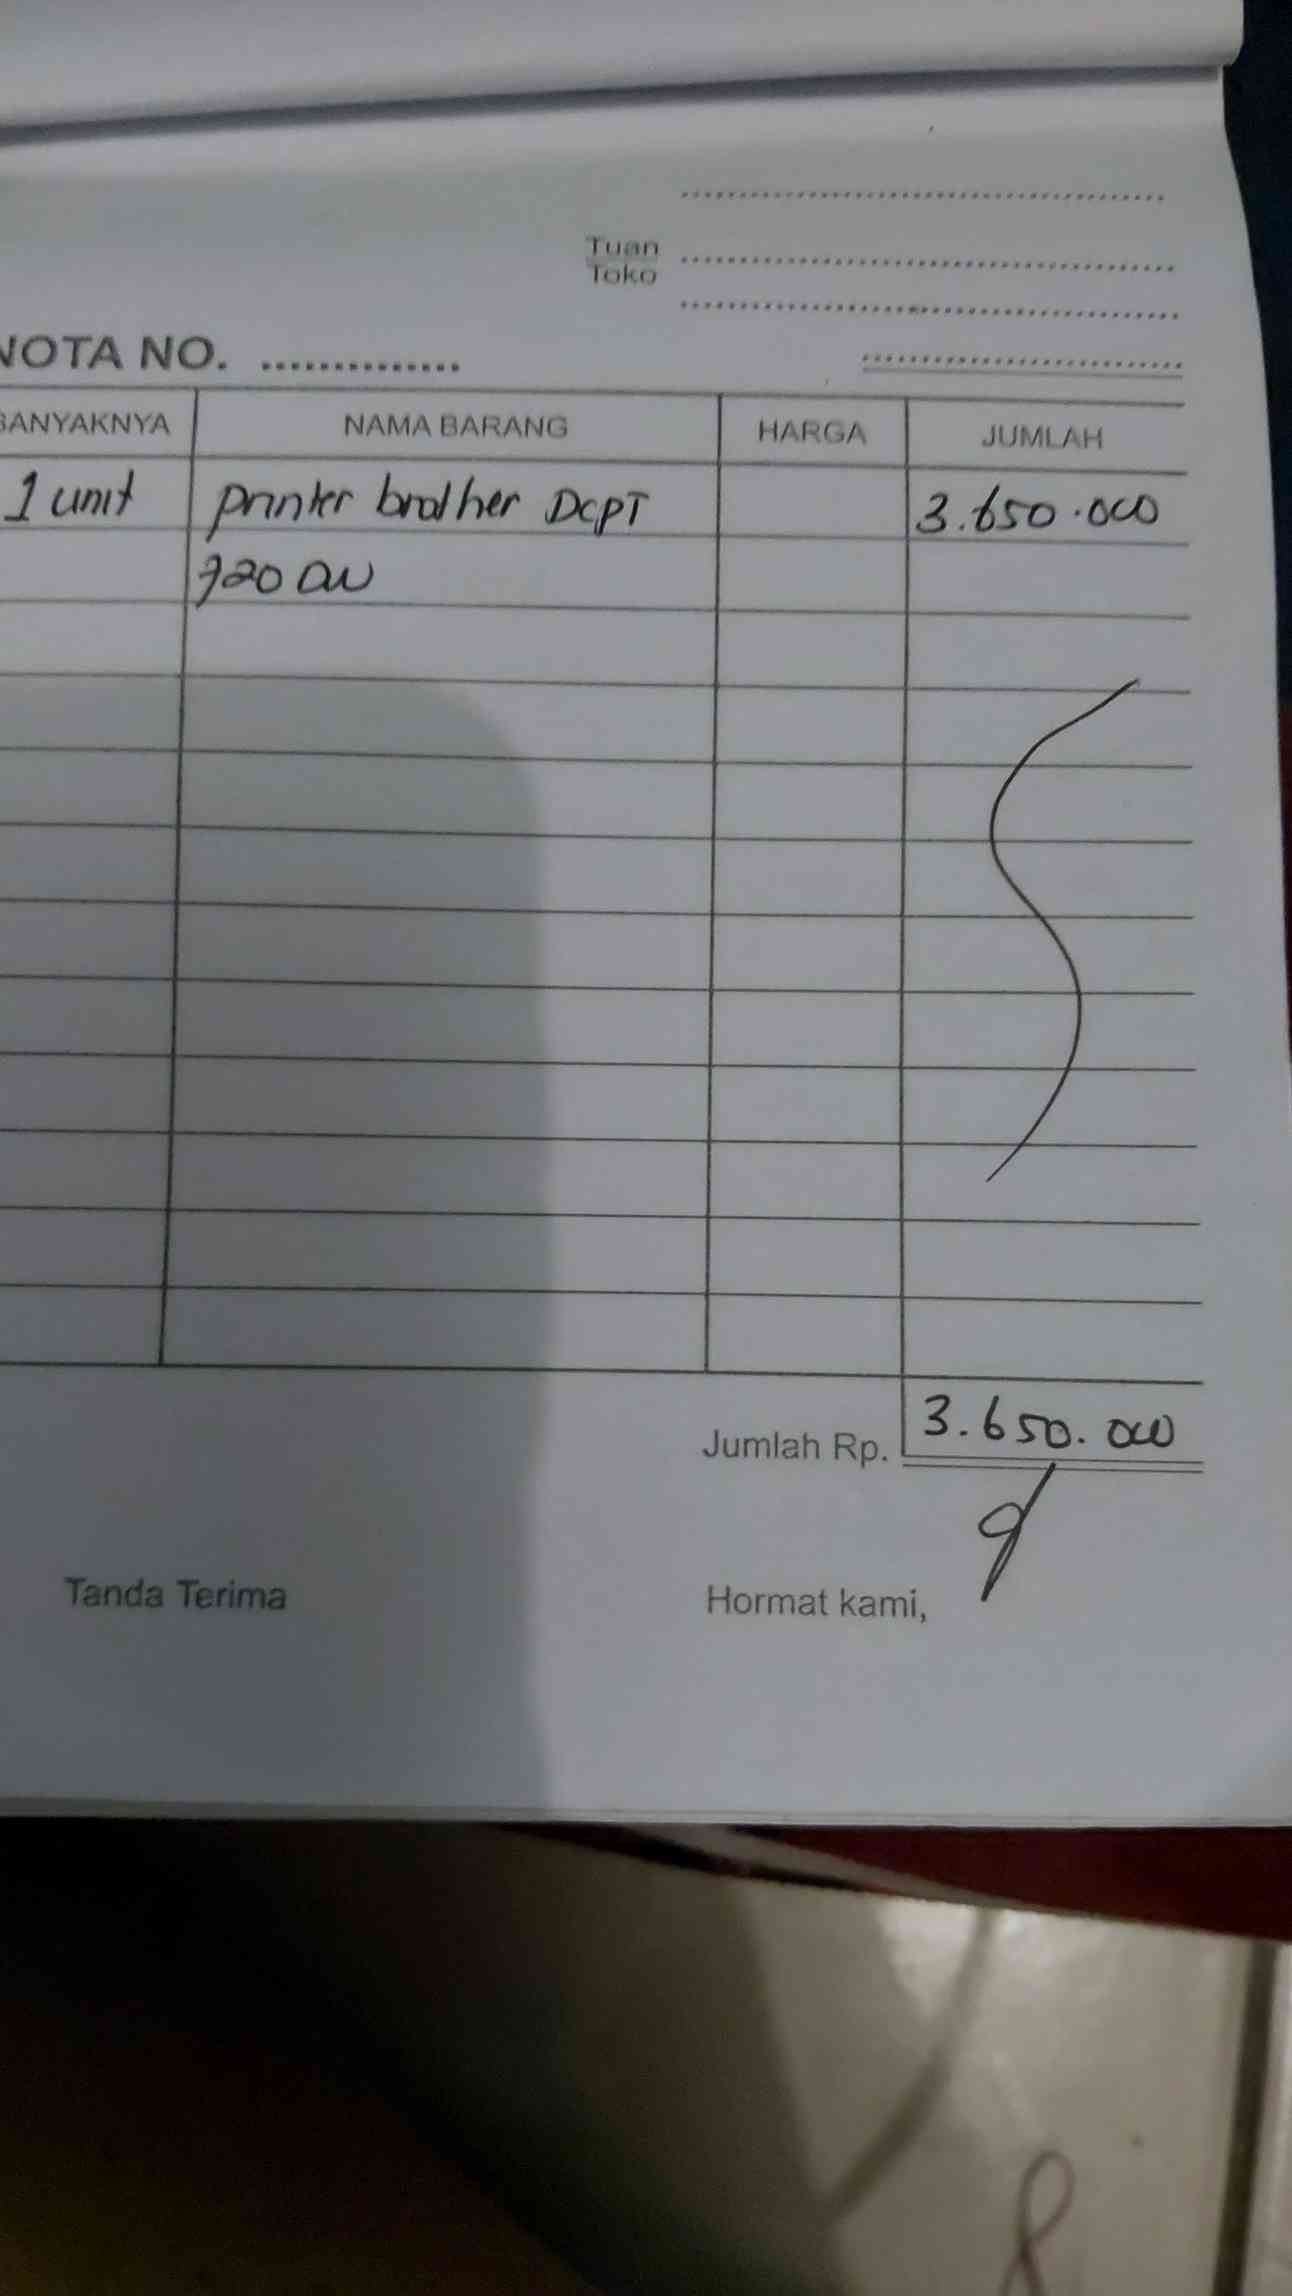 Tuan
Toko
NOTA NO. ..............
BANYAKNYA NAMA BARANG HARGA JUMLAH
1 unit printer brother DCPT 3.650.000
720 DW
Jumlah Rp. 3.650.000
Tanda Terima Hormat kami,